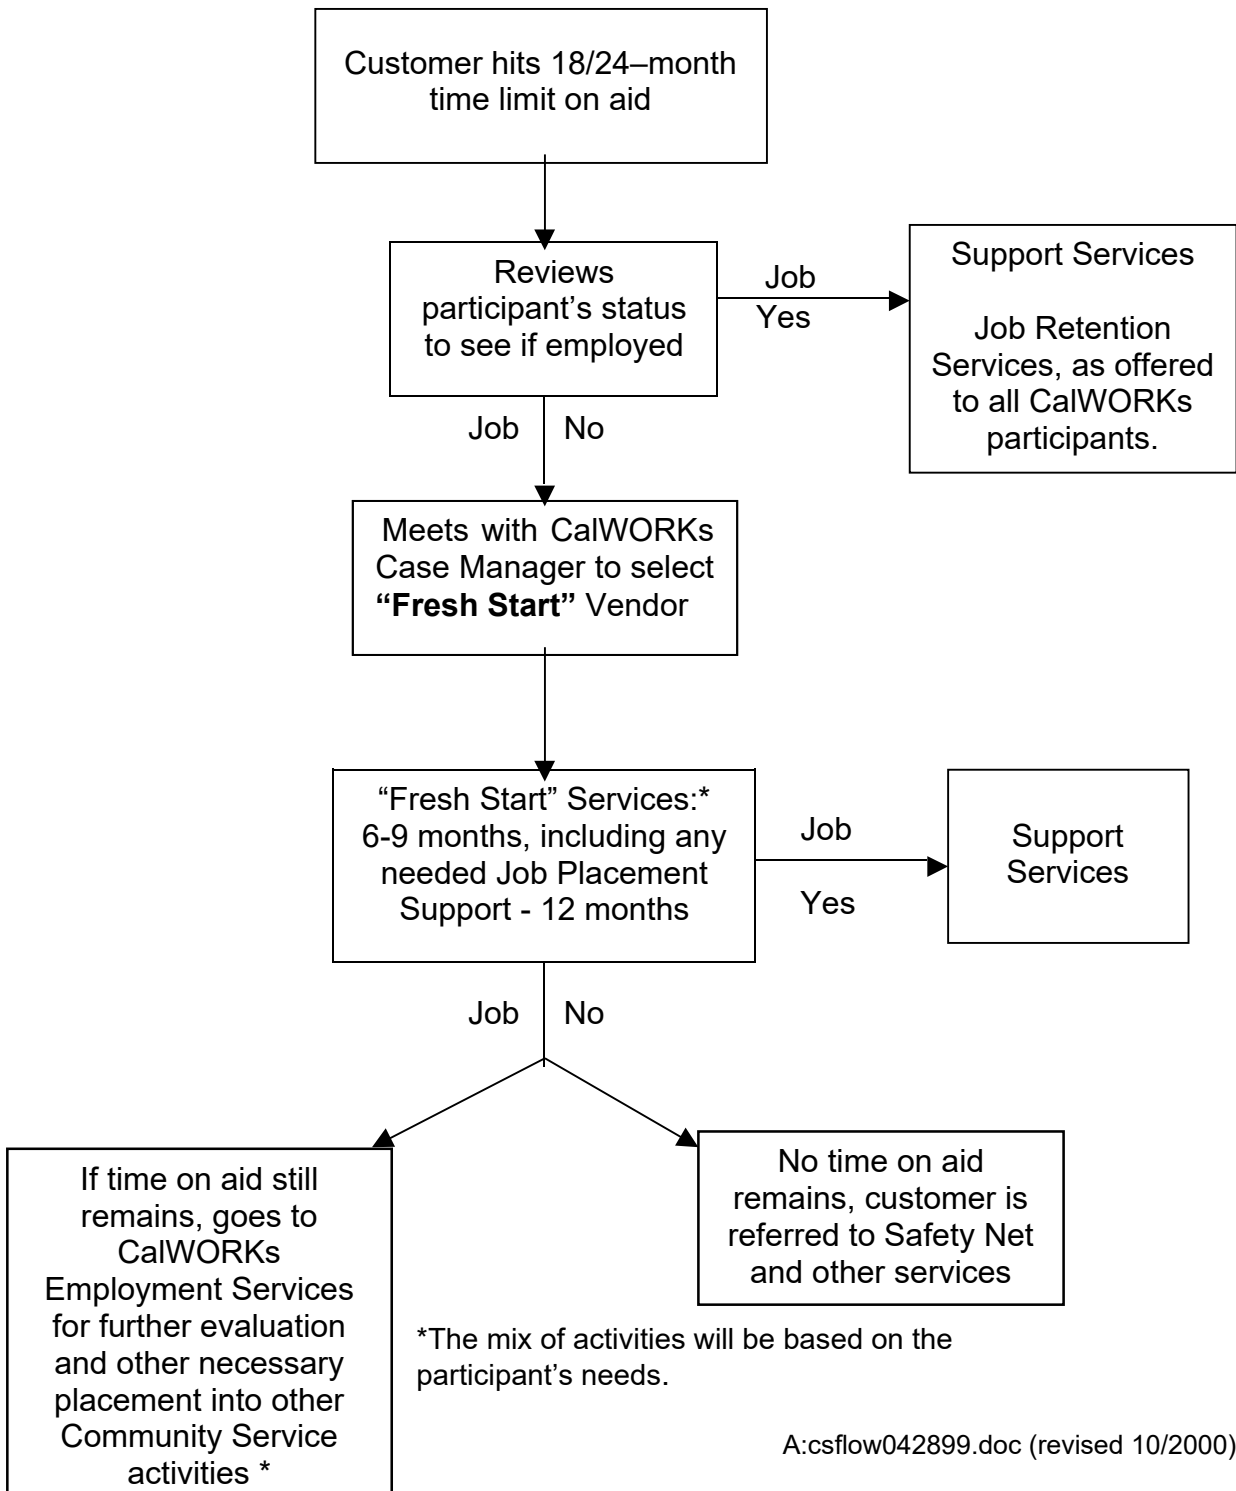 Customer hits 18/24–month
time limit on aid
Reviews
participant’s status
to see if employed
Job
Yes
Support Services
Job Retention
Services, as offered
to all CalWORKs
participants.
Job No
Meets with CalWORKs
Case Manager to select
“Fresh Start” Vendor
“Fresh Start” Services:*
6-9 months, including any
needed Job Placement
Support - 12 months
Job
Yes
Support
Services
Job No
If time on aid still
remains, goes to
CalWORKs
Employment Services
for further evaluation
and other necessary
placement into other
Community Service
activities *
No time on aid
remains, customer is
referred to Safety Net
and other services
*The mix of activities will be based on the
participant’s needs.
A:csflow042899.doc (revised 10/2000)